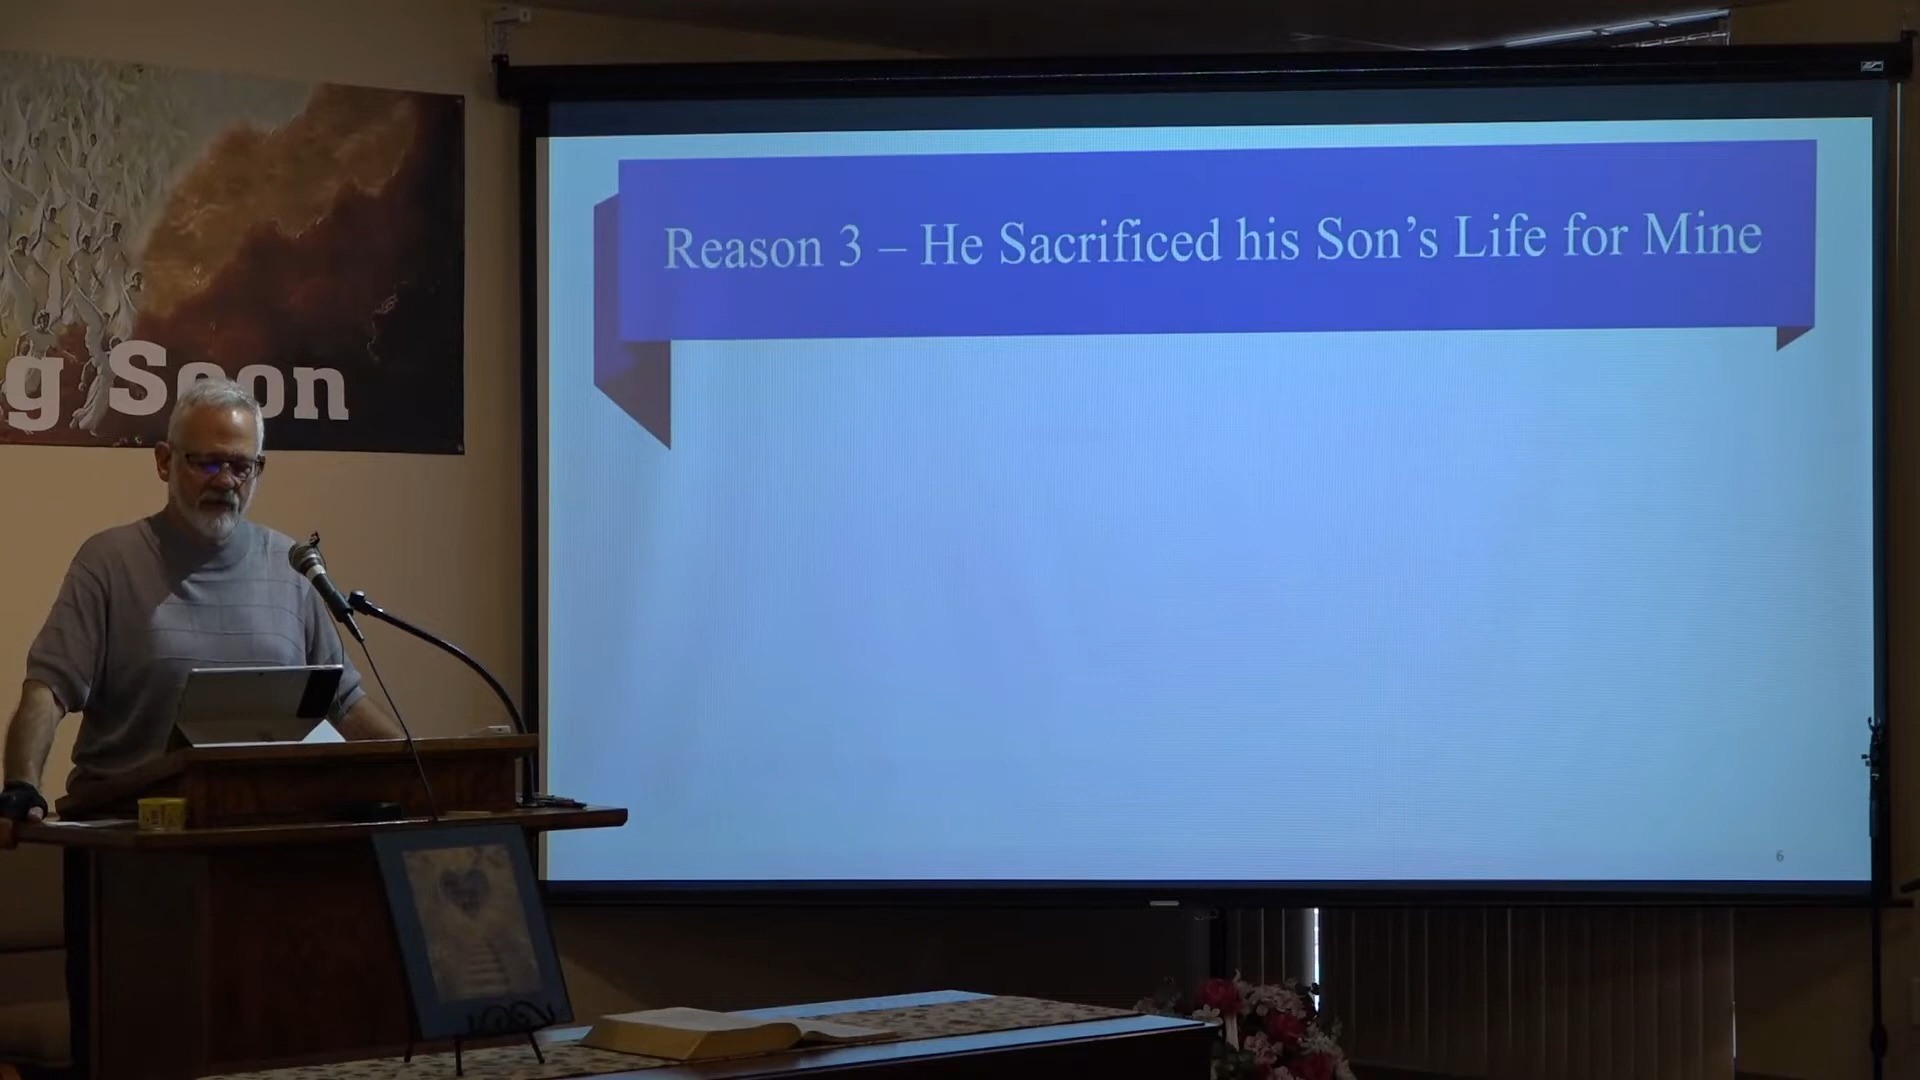 Reason 3 – He Sacrificed his Son’s Life for Mine
g Soon
6